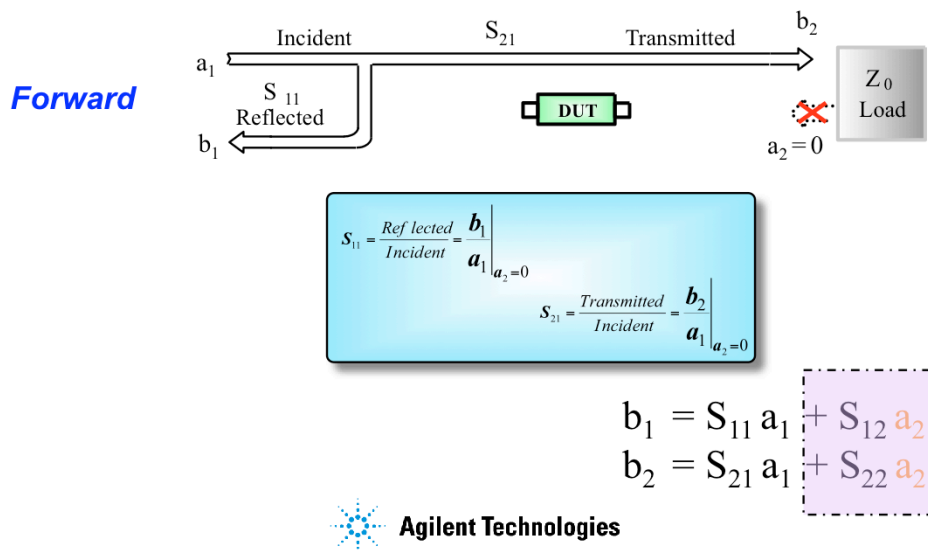 Incident S₂₁ Transmitted b₂
a₁
Forward
S₁₁
Reflected
b₁
DUT
Z₀
Load
a₂=0
S₁₁ = Ref lected / Incident = b₁ / a₁ |a₂=0
S₂₁ = Transmitted / Incident = b₂ / a₁ |a₂=0
b₁ = S₁₁ a₁ + S₁₂ a₂
b₂ = S₂₁ a₁ + S₂₂ a₂
Agilent Technologies